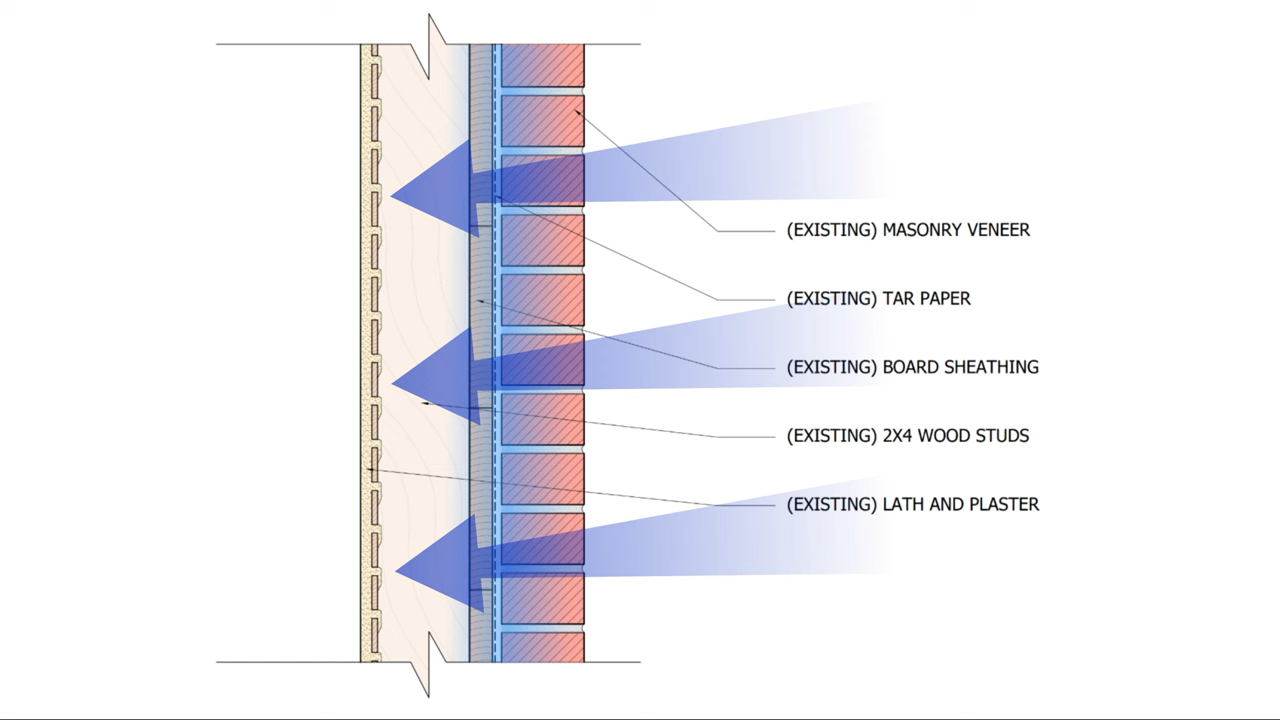 (EXISTING) MASONRY VENEER
(EXISTING) TAR PAPER
(EXISTING) BOARD SHEATHING
(EXISTING) 2X4 WOOD STUDS
(EXISTING) LATH AND PLASTER